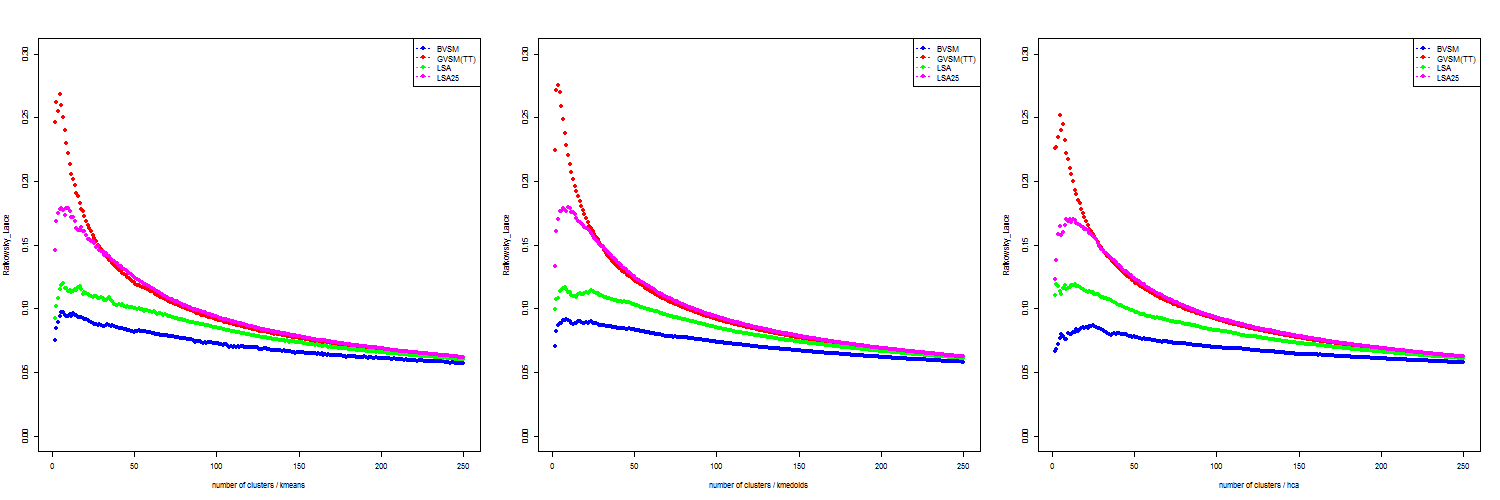 BVSM
GVSM(TT)
LSA
LSA25
Ratkowsky_Lance
0.00
0.05
0.10
0.15
0.20
0.25
0.30
0
50
100
150
200
250
number of clusters / kmeans
BVSM
GVSM(TT)
LSA
LSA25
Ratkowsky_Lance
0.00
0.05
0.10
0.15
0.20
0.25
0.30
0
50
100
150
200
250
number of clusters / kmedoids
BVSM
GVSM(TT)
LSA
LSA25
Ratkowsky_Lance
0.00
0.05
0.10
0.15
0.20
0.25
0.30
0
50
100
150
200
250
number of clusters / hca